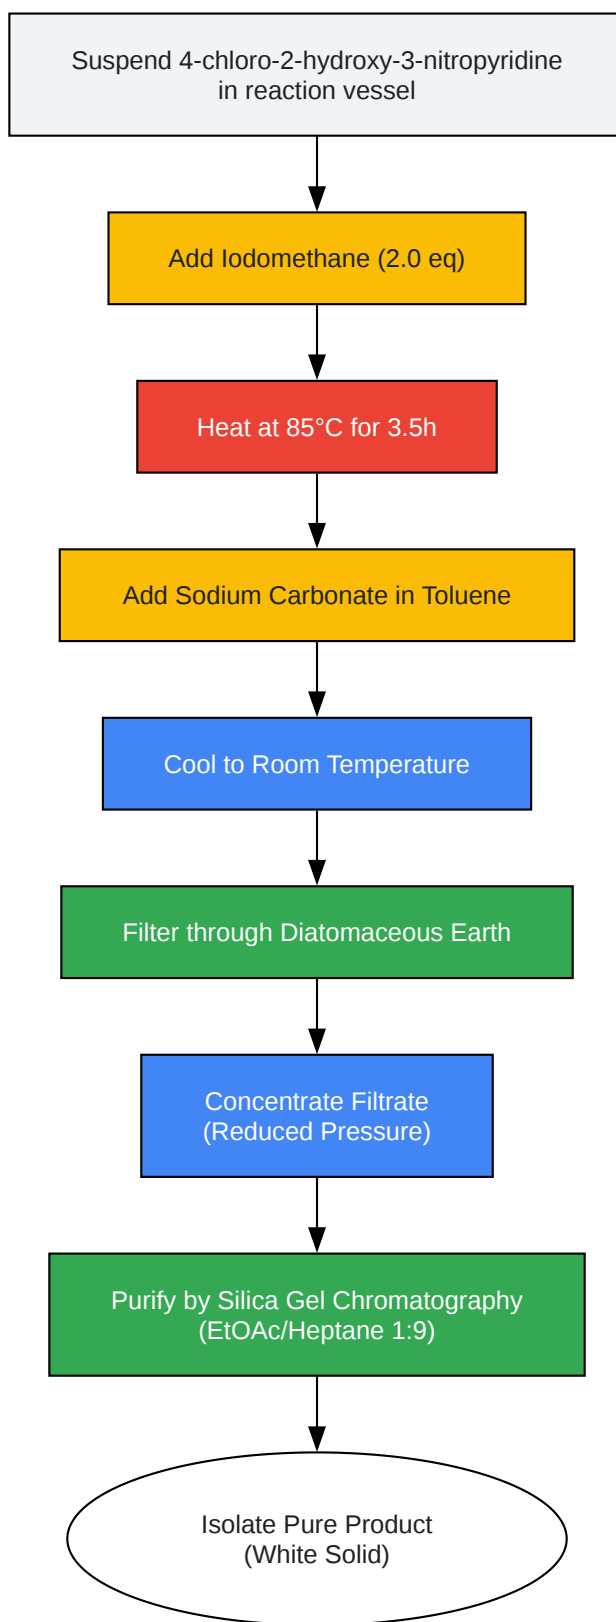 Suspend 4-chloro-2-hydroxy-3-nitropyridine
in reaction vessel
Add Iodomethane (2.0 eq)
Heat at 85°C for 3.5h
Add Sodium Carbonate in Toluene
Cool to Room Temperature
Filter through Diatomaceous Earth
Concentrate Filtrate
(Reduced Pressure)
Purify by Silica Gel Chromatography
(EtOAc/Heptane 1:9)
Isolate Pure Product
(White Solid)